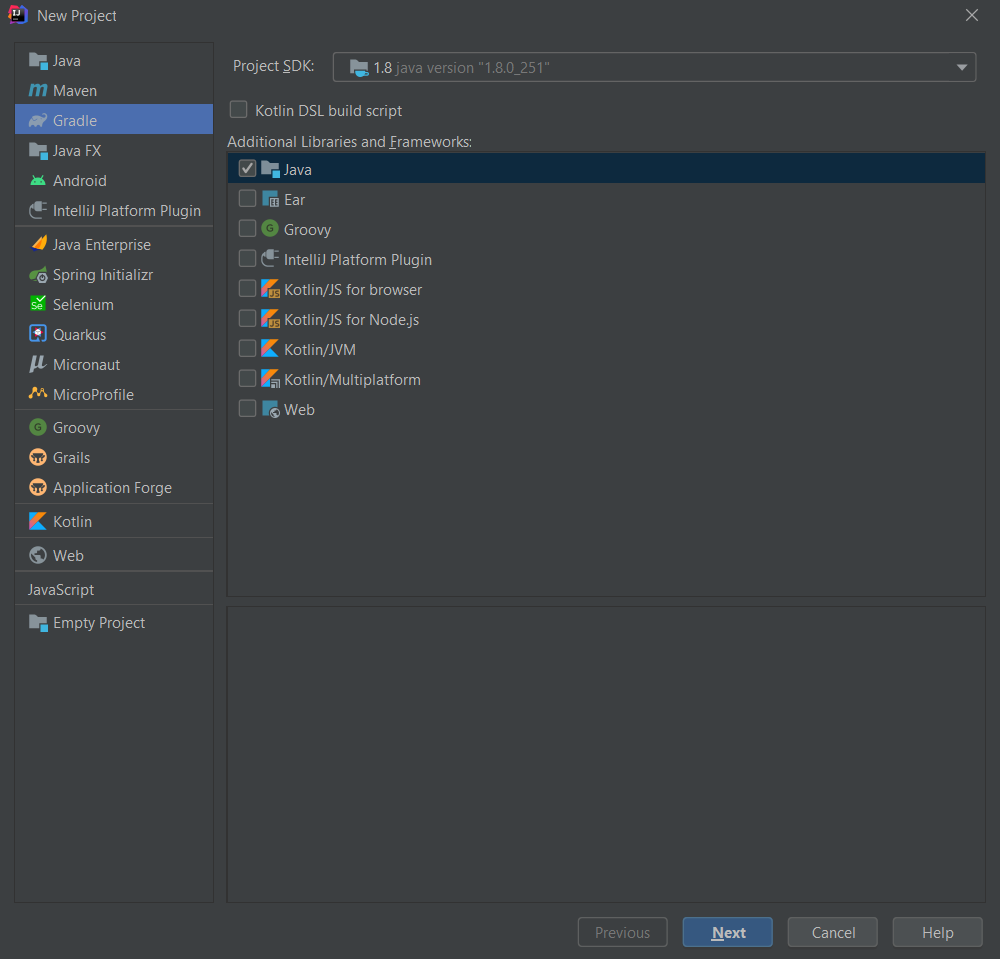 New Project
Java
Maven
Gradle
Java FX
Android
IntelliJ Platform Plugin
Java Enterprise
Spring Initializr
Selenium
Quarkus
Micronaut
MicroProfile
Groovy
Grails
Application Forge
Kotlin
Web
JavaScript
Empty Project
Project SDK: 1.8 java version "1.8.0_251"
Kotlin DSL build script
Additional Libraries and Frameworks:
Java
Ear
Groovy
IntelliJ Platform Plugin
Kotlin/JS for browser
Kotlin/JS for Node.js
Kotlin/JVM
Kotlin/Multiplatform
Web
Previous Next Cancel Help